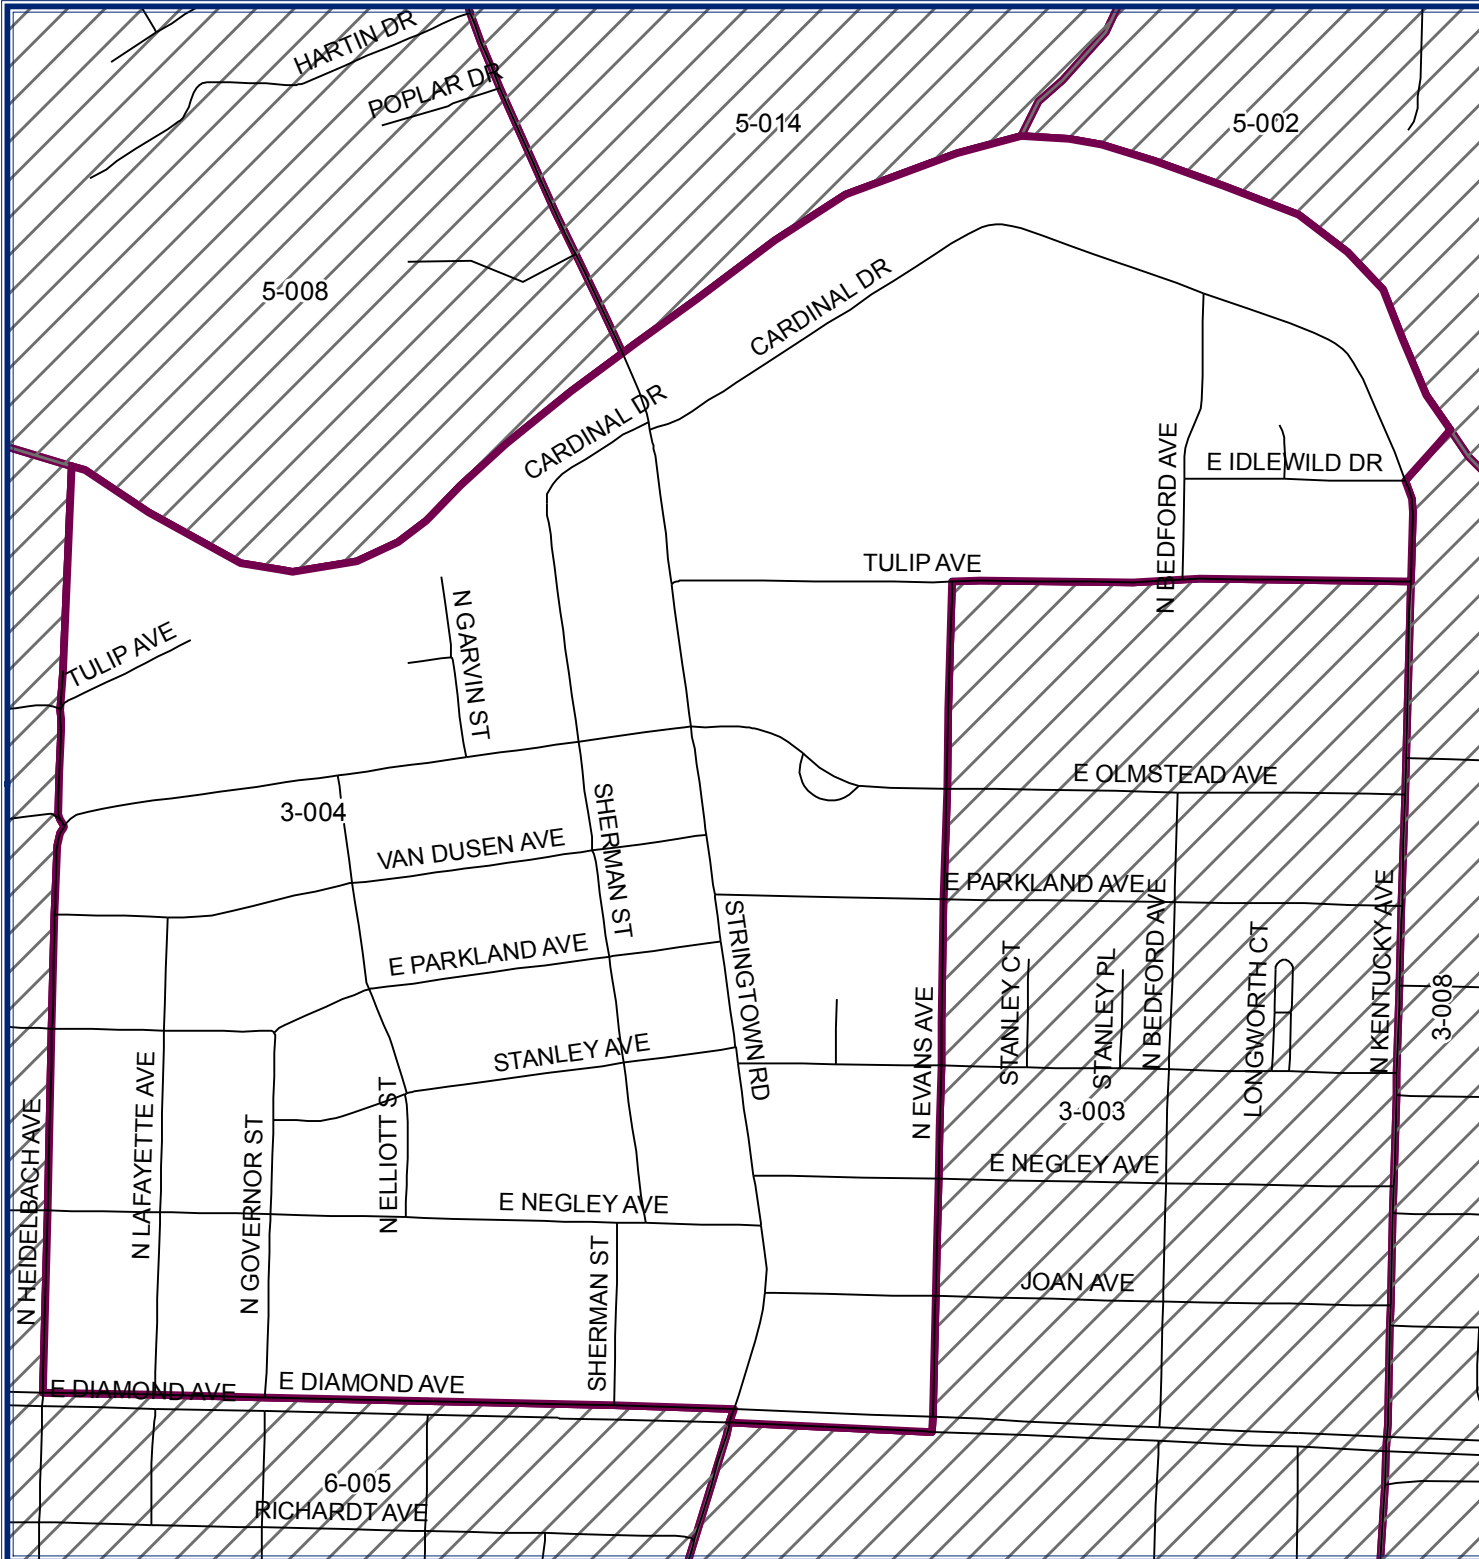 HARTIN DR
POPLAR DR
5-014
5-002
5-008
CARDINAL DR
CARDINAL DR
N BEDFORD AVE
E IDLEWILD DR
TULIP AVE
N GARVIN ST
TULIP AVE
E OLMSTEAD AVE
3-004
SHERMAN ST
VAN DUSEN AVE
E PARKLAND AVE
N BEDFORD AVE
N KENTUCKY AVE
STRINGTOWN RD
E PARKLAND AVE
STANLEY CT
STANLEY PL
LONGWORTH CT
3-008
N EVANS AVE
STANLEY AVE
N LAFAYETTE AVE
N ELLIOTT ST
N HEIDELBACH AVE
N GOVERNOR ST
3-003
E NEGLEY AVE
E NEGLEY AVE
SHERMAN ST
JOAN AVE
E DIAMOND AVE
E DIAMOND AVE
6-005
RICHARDT AVE